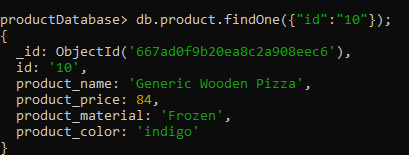 productDatabase> db.product.findOne({"id":"10"});
{
  _id: ObjectId('667ad0f9b20ea8c2a908eec6'),
  id: '10',
  product_name: 'Generic Wooden Pizza',
  product_price: 84,
  product_material: 'Frozen',
  product_color: 'indigo'
}